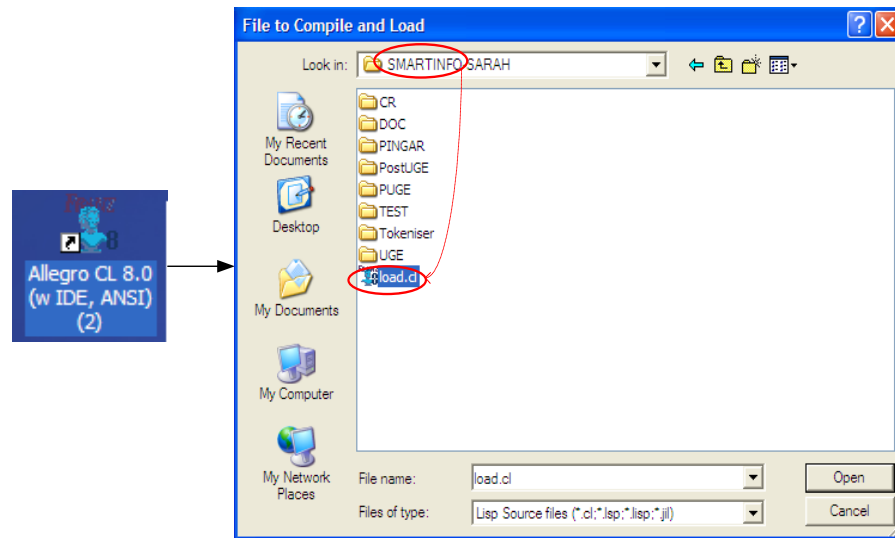 File to Compile and Load
Look in:
SMARTINFO SARAH
CR
DOC
PINGAR
PostUGE
PUGE
TEST
Tokeniser
UGE
load.cl
My Recent
Documents
Desktop
My Documents
My Computer
My Network
Places
8
Allegro CL 8.0
(w IDE, ANSI)
(2)
File name:
load.cl
Open
Files of type:
Lisp Source files (*.cl;*.lsp;*.lisp;*.jil)
Cancel